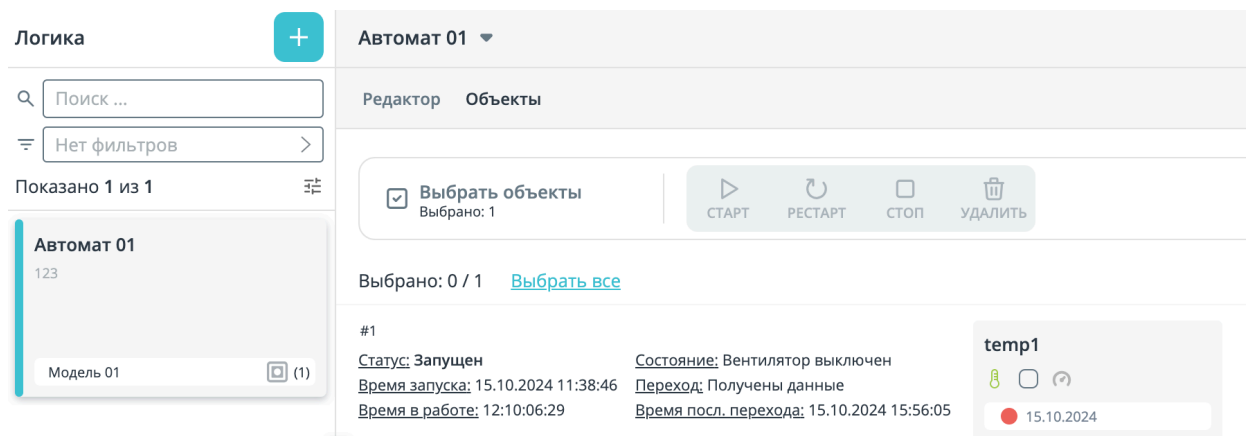 Логика
+
Поиск ...
Нет фильтров
Показано 1 из 1
Автомат 01
123
Модель 01 (1)
Автомат 01
Редактор Объекты
Выбрать объекты
Выбрано: 1
СТАРТ РЕСТАРТ СТОП УДАЛИТЬ
Выбрано: 0 / 1 Выбрать все
#1
Статус: Запущен Состояние: Вентилятор выключен
Время запуска: 15.10.2024 11:38:46 Переход: Получены данные
Время в работе: 12:10:06:29 Время посл. перехода: 15.10.2024 15:56:05
temp1
15.10.2024